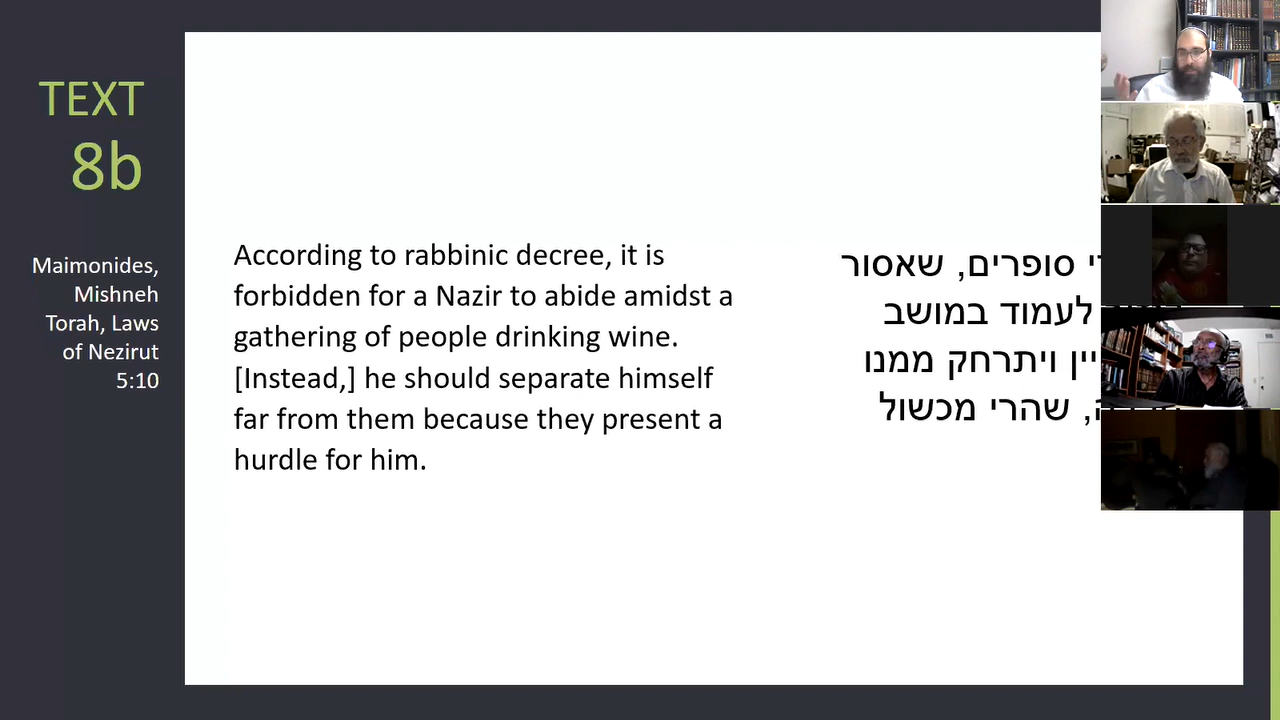 TEXT
8b
Maimonides,
Mishneh
Torah, Laws
of Nezirut
5:10
According to rabbinic decree, it is
forbidden for a Nazir to abide amidst a
gathering of people drinking wine.
[Instead,] he should separate himself
far from them because they present a
hurdle for him.
סופרים, שאסור
לעמוד במושב
ויתרחק ממנו
שהרי מכשול